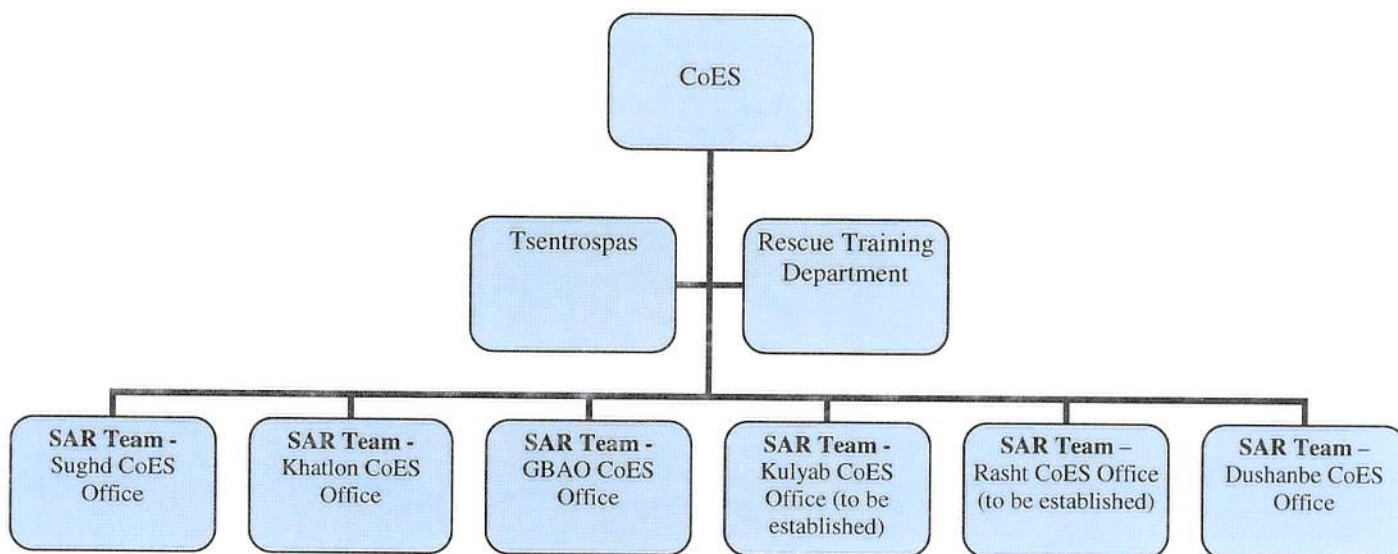 CoES
Tsentrospas
Rescue Training
Department
SAR Team -
Sughd CoES
Office
SAR Team -
Khatlon CoES
Office
SAR Team -
GBAO CoES
Office
SAR Team -
Kulyab CoES
Office (to be
established)
SAR Team –
Rasht CoES Office
(to be established)
SAR Team –
Dushanbe CoES
Office